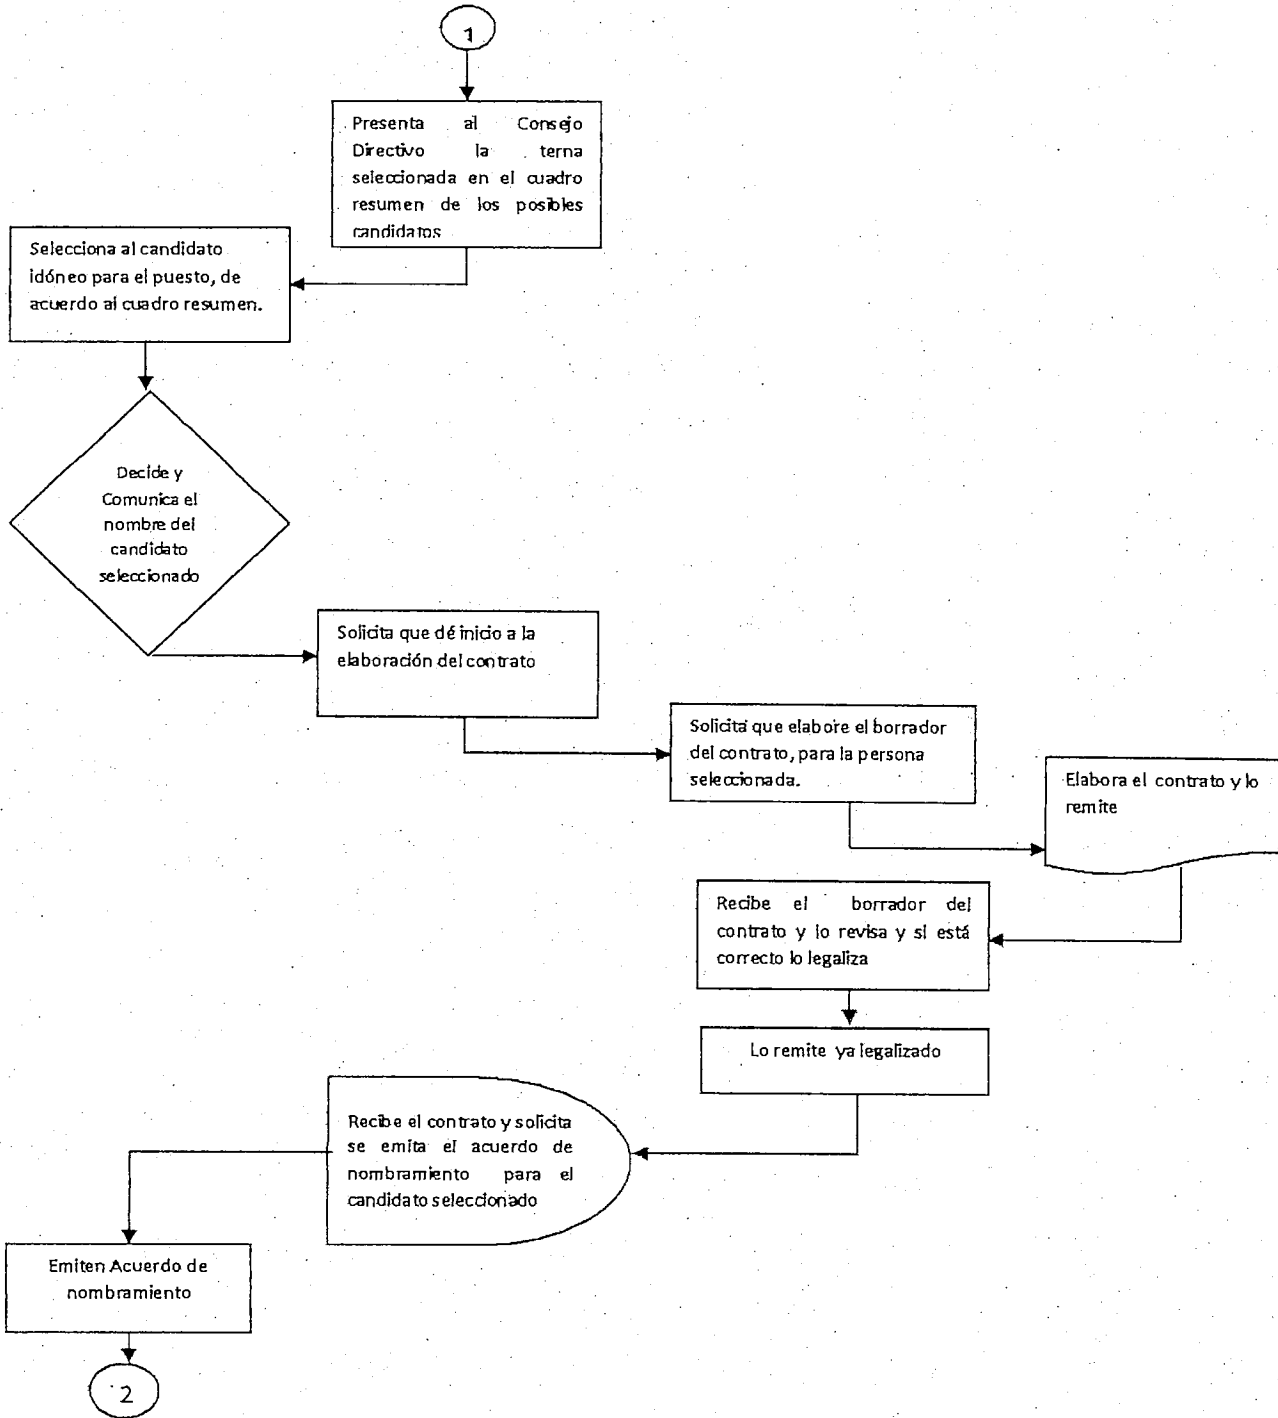 1
Presenta al Consejo
Directivo la terna
seleccionada en el cuadro
resumen de los posibles
candidatos
Selecciona al candidato
idóneo para el puesto, de
acuerdo al cuadro resumen.
Decide y
Comunica el
nombre del
candidato
seleccionado
Solicita que dé inicio a la
elaboración del contrato
Solicita que elabore el borrador
del contrato, para la persona
seleccionada.
Elabora el contrato y lo
remite
Recibe el borrador del
contrato y lo revisa y si está
correcto lo legaliza
Lo remite ya legalizado
Recibe el contrato y solicita
se emita el acuerdo de
nombramiento para el
candidato seleccionado
Emiten Acuerdo de
nombramiento
2